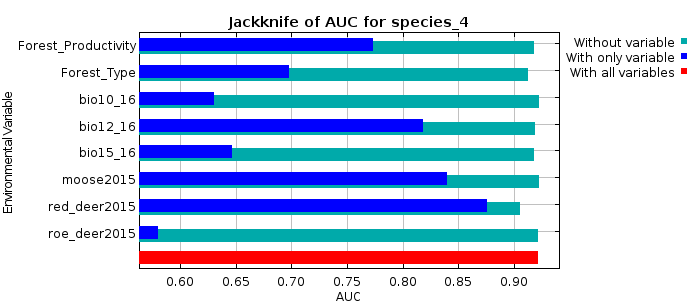 Jackknife of AUC for species_4
Environmental Variable
Forest_Productivity
Forest_Type
bio10_16
bio12_16
bio15_16
moose2015
red_deer2015
roe_deer2015
Without variable
With only variable
With all variables
0.60 0.65 0.70 0.75 0.80 0.85 0.90
AUC